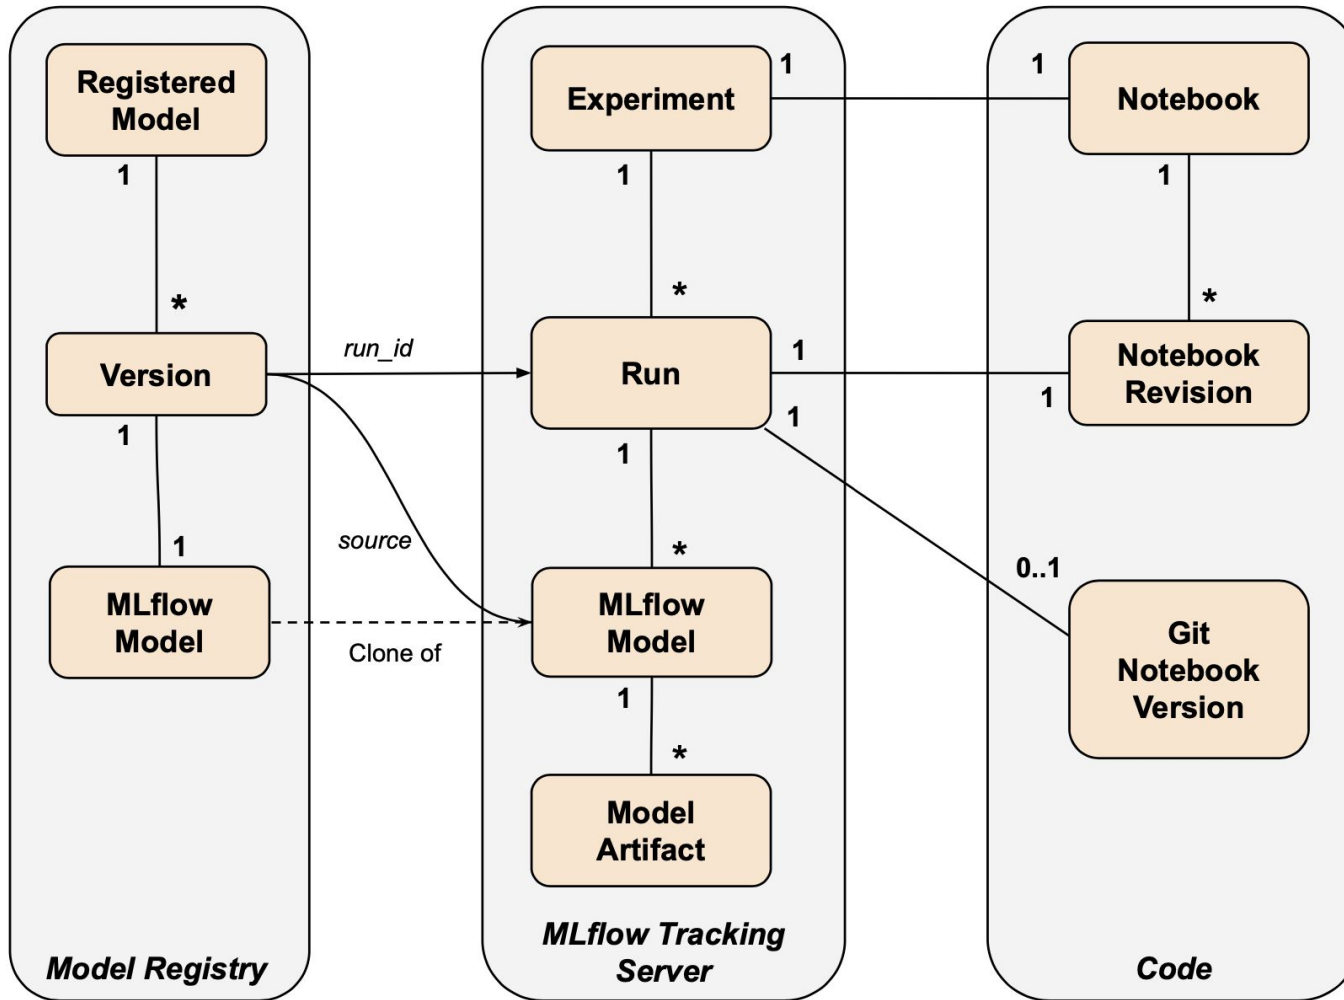 Registered
Model
1
*
Version
1
1
MLflow
Model
Model Registry
run_id
source
Clone of
Experiment
1
1
*
Run
1
1
1
*
MLflow
Model
1
*
Model
Artifact
MLflow Tracking
Server
1
Notebook
1
*
Notebook
Revision
1
0..1
Git
Notebook
Version
Code